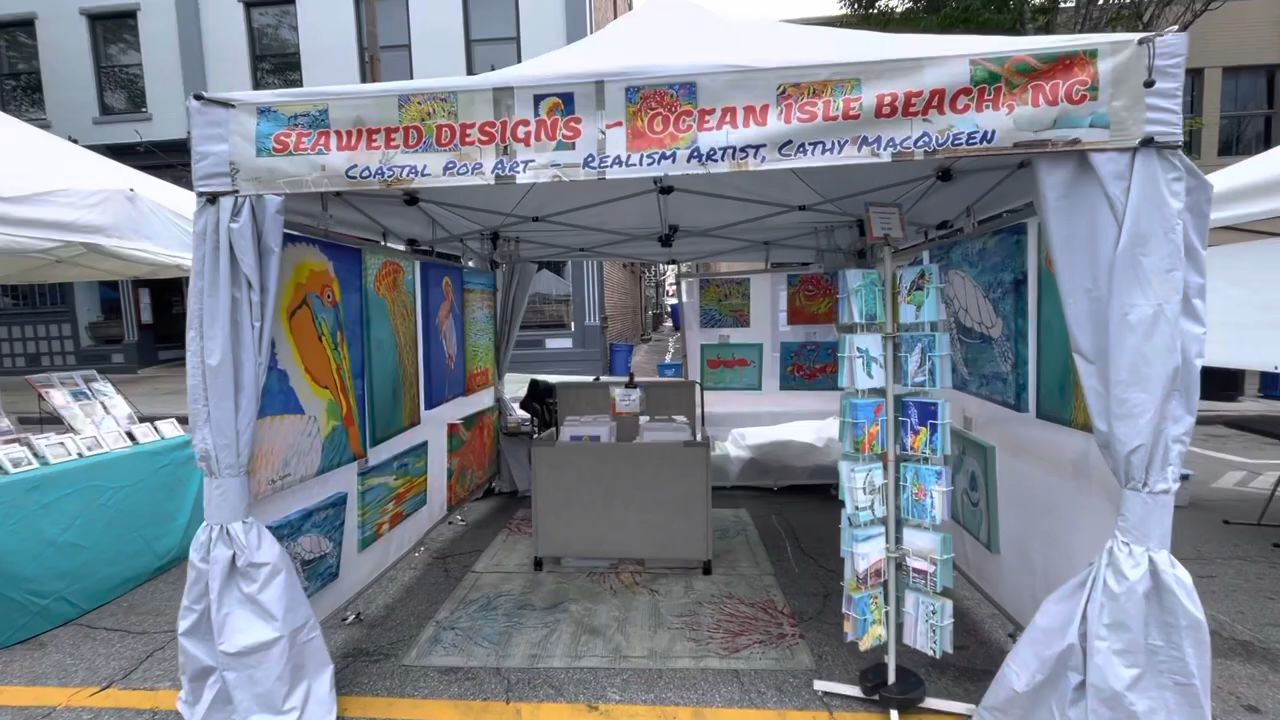 SEAWEED DESIGNS ~ OCEAN ISLE BEACH, NC
COASTAL POP ART - REALISM ARTIST, CATHY MACQUEEN